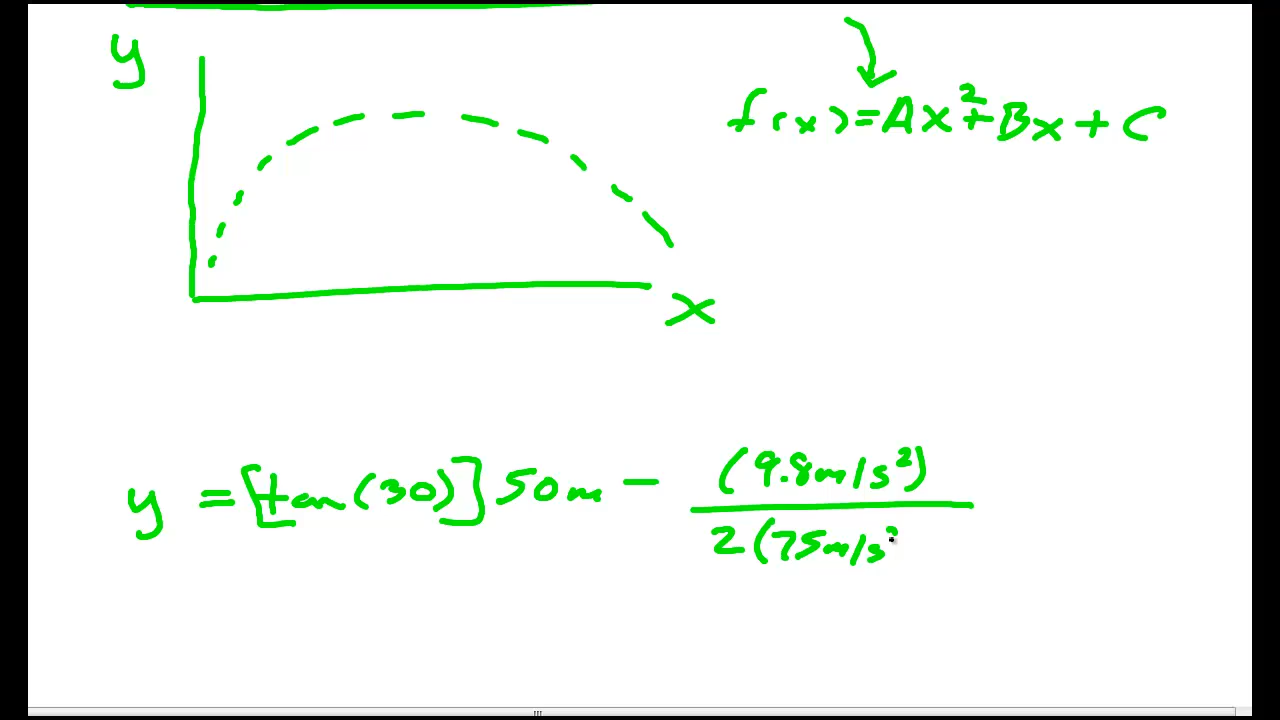 y
f(x)=Ax²+Bx+C
x
y = [tan(30)]50m - (9.8m/s²)
2(75m/s